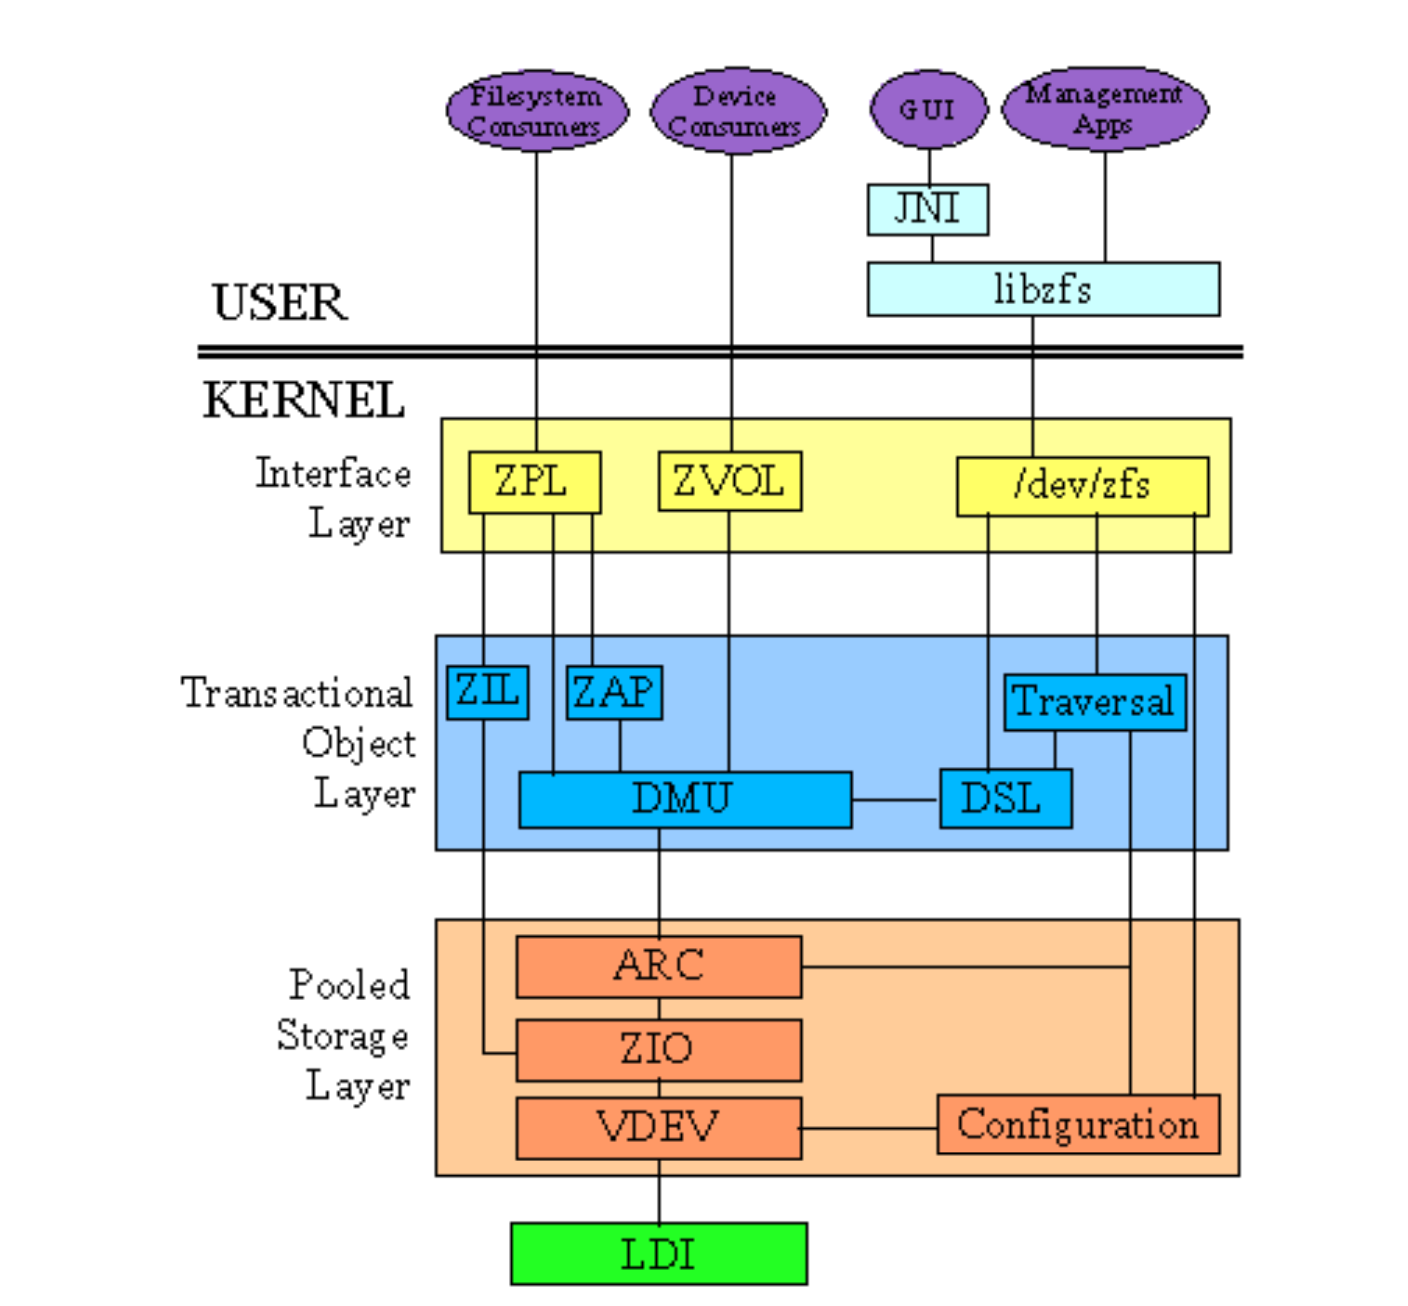 Filesystem
Consumers
Device
Consumers
GUI
Management
Apps
JNI
libzfs
USER
KERNEL
Interface
Layer
ZPL
ZVOL
/dev/zfs
Transactional
Object
Layer
ZIL
ZAP
Traversal
DMU
DSL
Pooled
Storage
Layer
ARC
ZIO
VDEV
Configuration
LDI